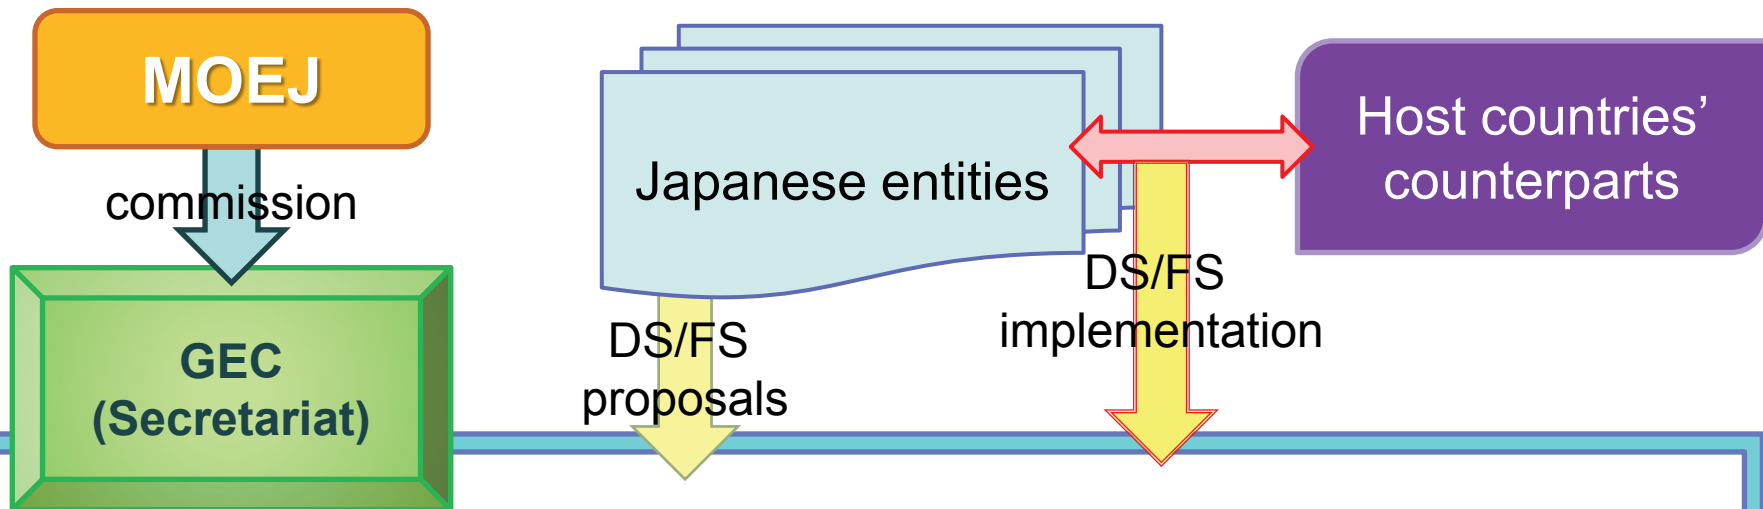 MOEJ
commission
GEC
(Secretariat)
Japanese entities
DS/FS
proposals
DS/FS
implementation
Host countries’
counterparts